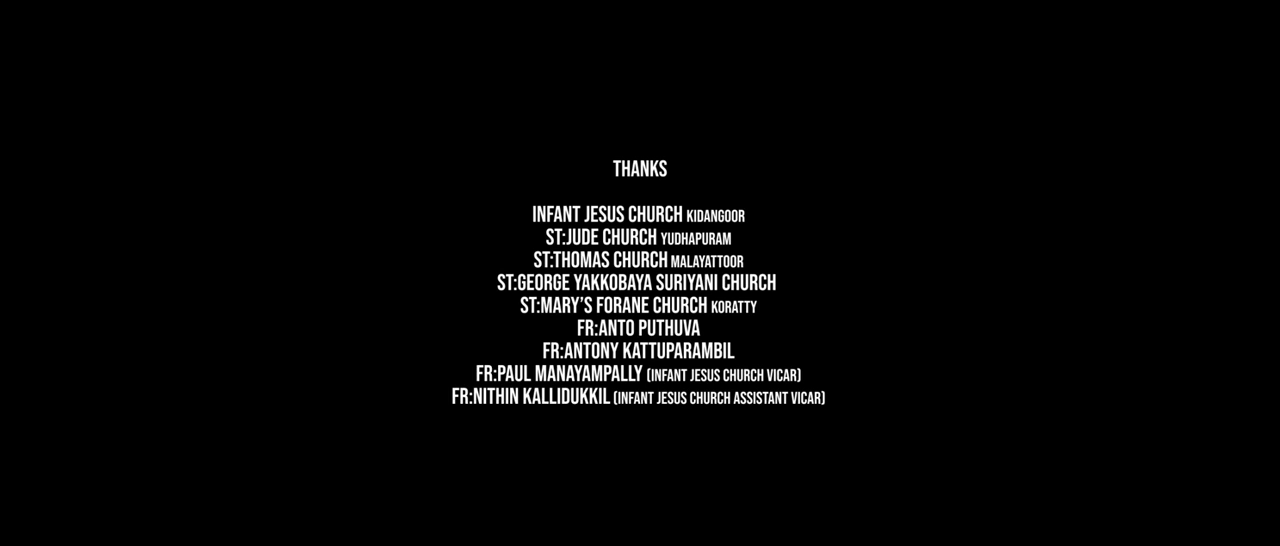 THANKS
INFANT JESUS CHURCH KIDANGOOR
ST:JUDE CHURCH YUDHAPURAM
ST:THOMAS CHURCH MALAYATTOOR
ST:GEORGE YAKKOBAYA SURIYANI CHURCH
ST:MARY'S FORANE CHURCH KORATTY
FR:ANTO PUTHUVA
FR:ANTONY KATTUPARAMBIL
FR:PAUL MANAYAMPALLY (INFANT JESUS CHURCH VICAR)
FR:NITHIN KALLIDUKKIL (INFANT JESUS CHURCH ASSISTANT VICAR)